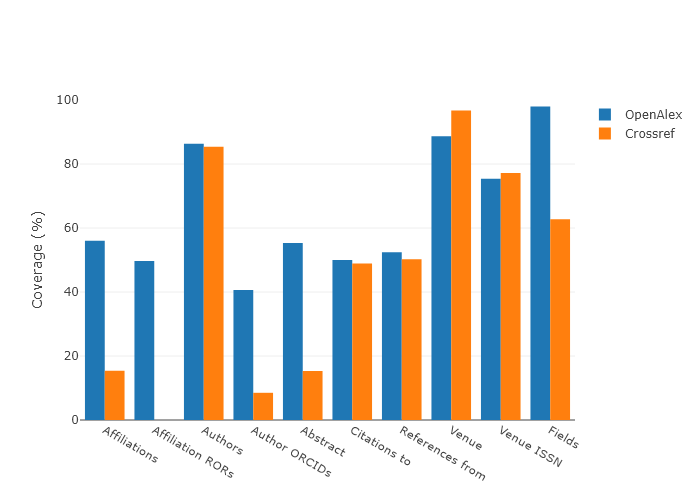 OpenAlex
Crossref
100
80
60
40
20
0
Coverage (%)
Affiliations
Affiliation RORs
Authors
Author ORCIDs
Abstract
Citations to
References from
Venue
Venue ISSN
Fields